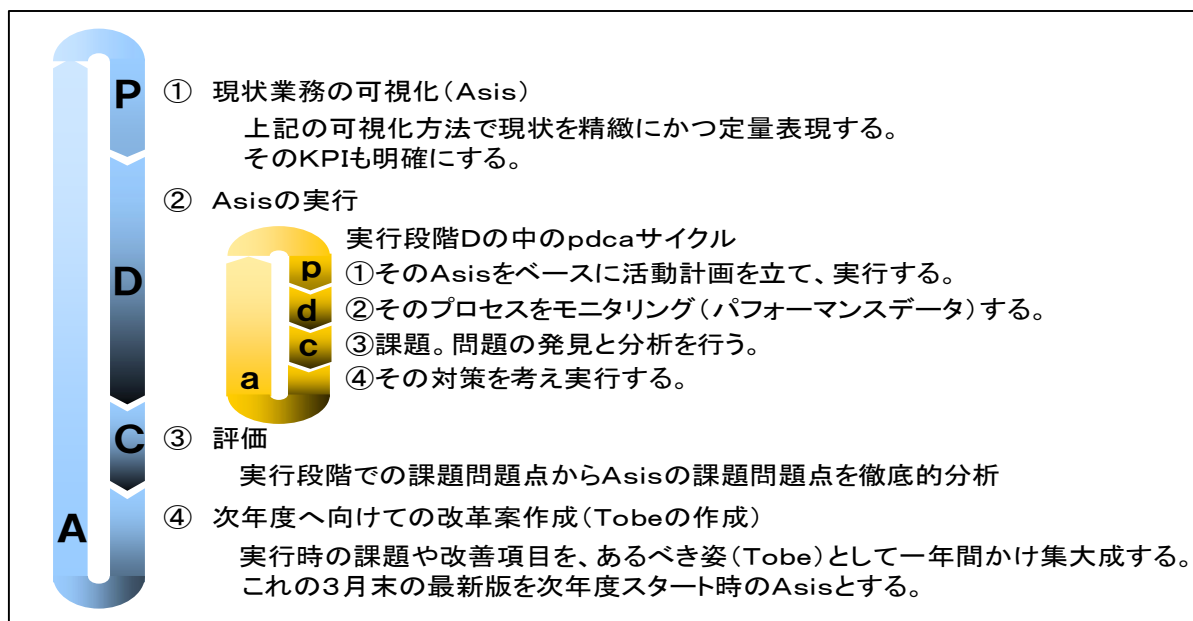 P ① 現状業務の可視化(Asis)
上記の可視化方法で現状を精緻にかつ定量表現する。
そのKPIも明確にする。
② Asisの実行
実行段階Dの中のpdcaサイクル
p ①そのAsisをベースに活動計画を立て、実行する。
D
d ②そのプロセスをモニタリング(パフォーマンスデータ)する。
c ③課題。問題の発見と分析を行う。
a ④その対策を考え実行する。
C ③ 評価
実行段階での課題問題点からAsisの課題問題点を徹底的分析
④ 次年度へ向けての改革案作成(Tobeの作成)
A
実行時の課題や改善項目を、あるべき姿(Tobe)として一年間かけ集大成する。
これの3月末の最新版を次年度スタート時のAsisとする。